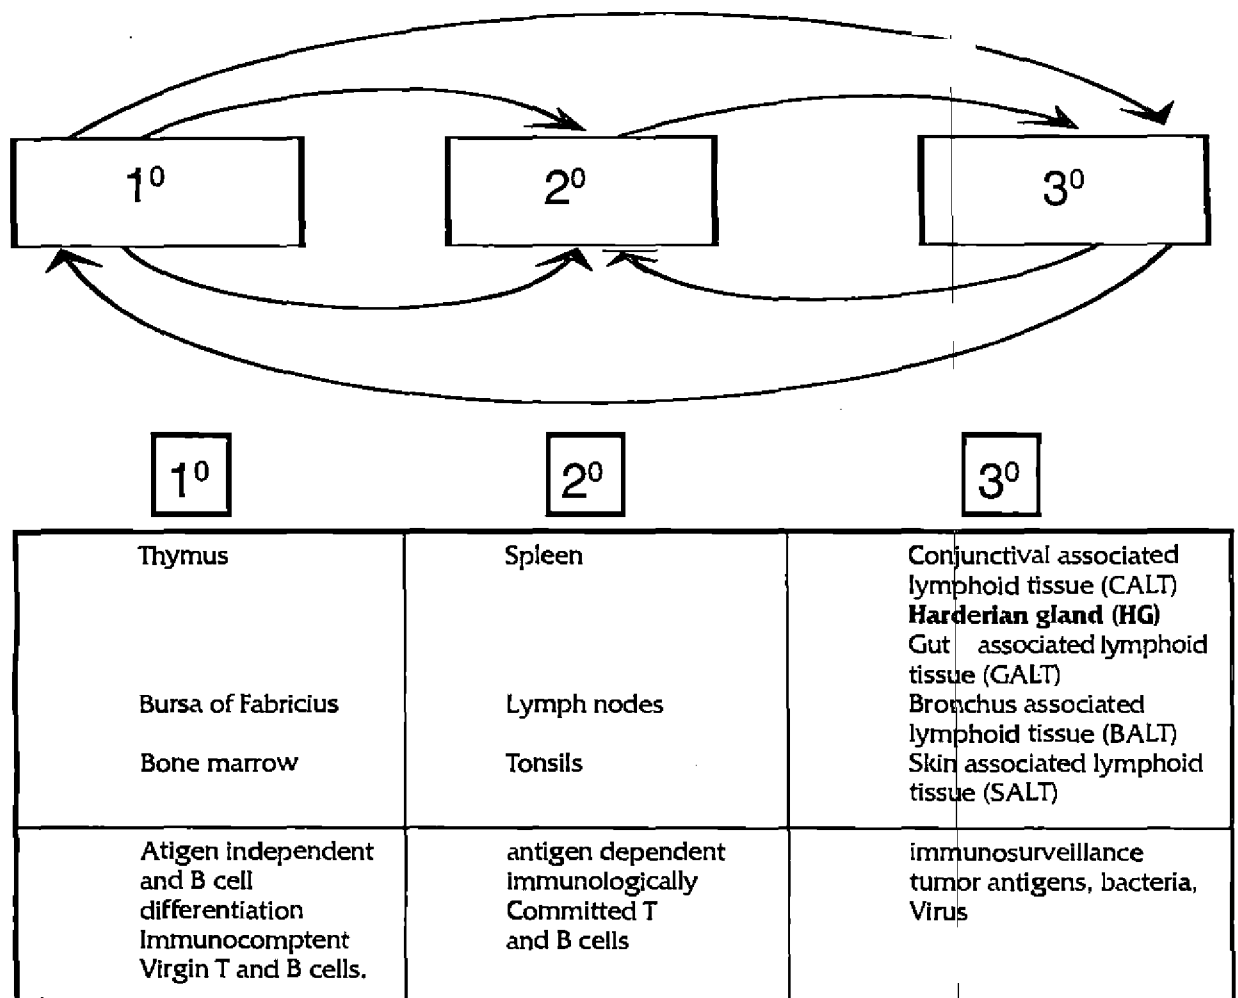 1⁰
2⁰
3⁰
1⁰
2⁰
3⁰
Thymus
Bursa of Fabricius
Bone marrow
Spleen
Lymph nodes
Tonsils
Conjunctival associated
lymphoid tissue (CALT)
Harderian gland (HG)
Gut associated lymphoid
tissue (GALT)
Bronchus associated
lymphoid tissue (BALT)
Skin associated lymphoid
tissue (SALT)
Atigen independent
and B cell
differentiation
Immunocomptent
Virgin T and B cells.
antigen dependent
immunologically
Committed T
and B cells
immunosurveillance
tumor antigens, bacteria,
Virus